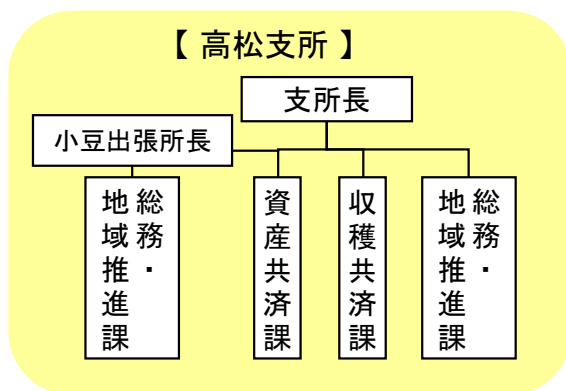 【 高松支所 】
支所長
小豆出張所長
総務・
地域推進課
資産共済課
収穫共済課
総務・
地域推進課